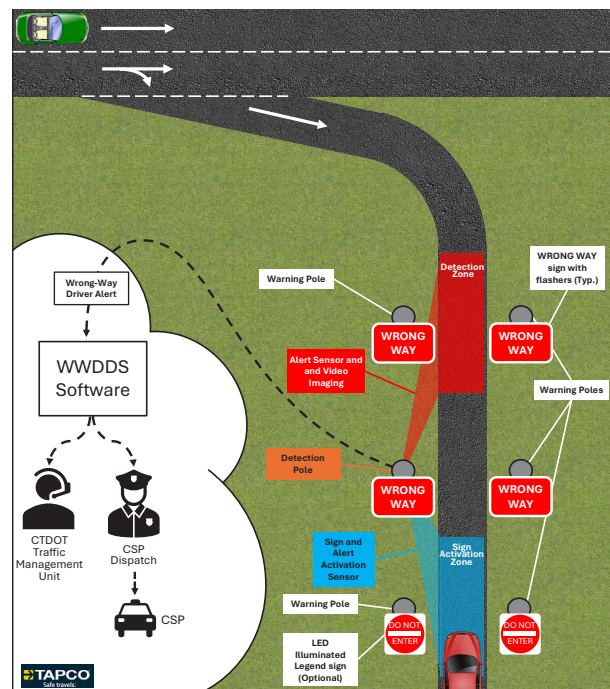 Detection
Zone
WRONG WAY
sign with
flashers (Typ.)
Warning Pole
Wrong-Way
Driver Alert
WRONG
WAY
WRONG
WAY
WWDDS
Software
Alert Sensor and
and Video
Imaging
Warning Poles
Detection
Pole
WRONG
WAY
WRONG
WAY
CTDOT
Traffic
Management
Unit
CSP
Dispatch
Sign and
Alert
Activation
Sensor
Sign
Activation
Zone
Warning Pole
CSP
DO NOT
ENTER
DO NOT
ENTER
LED
Illuminated
Legend sign
(Optional)
TAPCO
Safe travels.